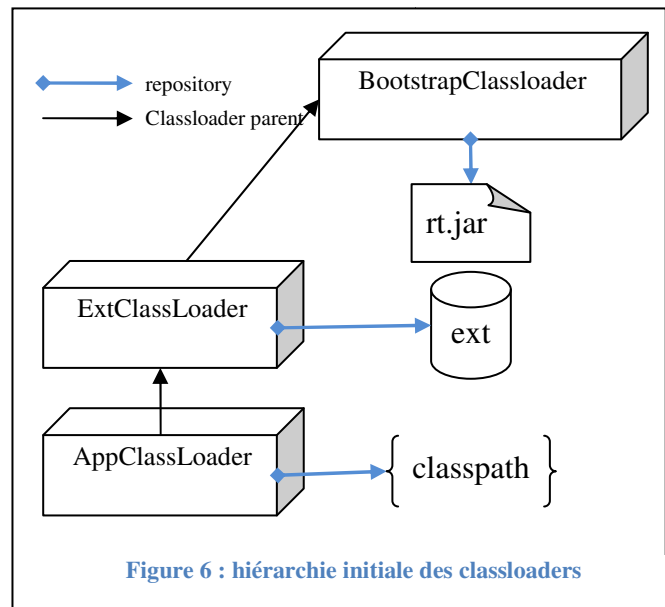 repository
Classloader parent
BootstrapClassloader
rt.jar
ExtClassLoader
ext
AppClassLoader
{ classpath }
Figure 6 : hiérarchie initiale des classloaders